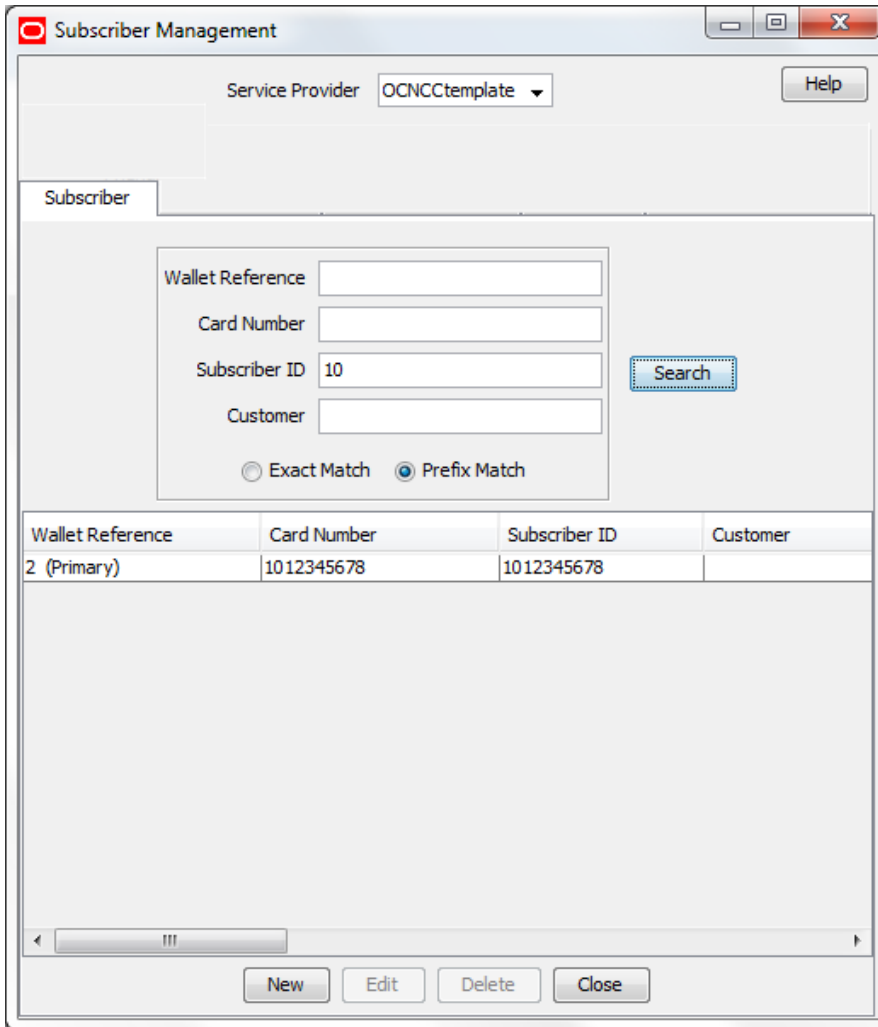 Subscriber Management
Service Provider OCNCCtemplate Help
Subscriber
Wallet Reference
Card Number
Subscriber ID 10 Search
Customer
Exact Match Prefix Match
Wallet Reference Card Number Subscriber ID Customer
2 (Primary) 1012345678 1012345678
New Edit Delete Close